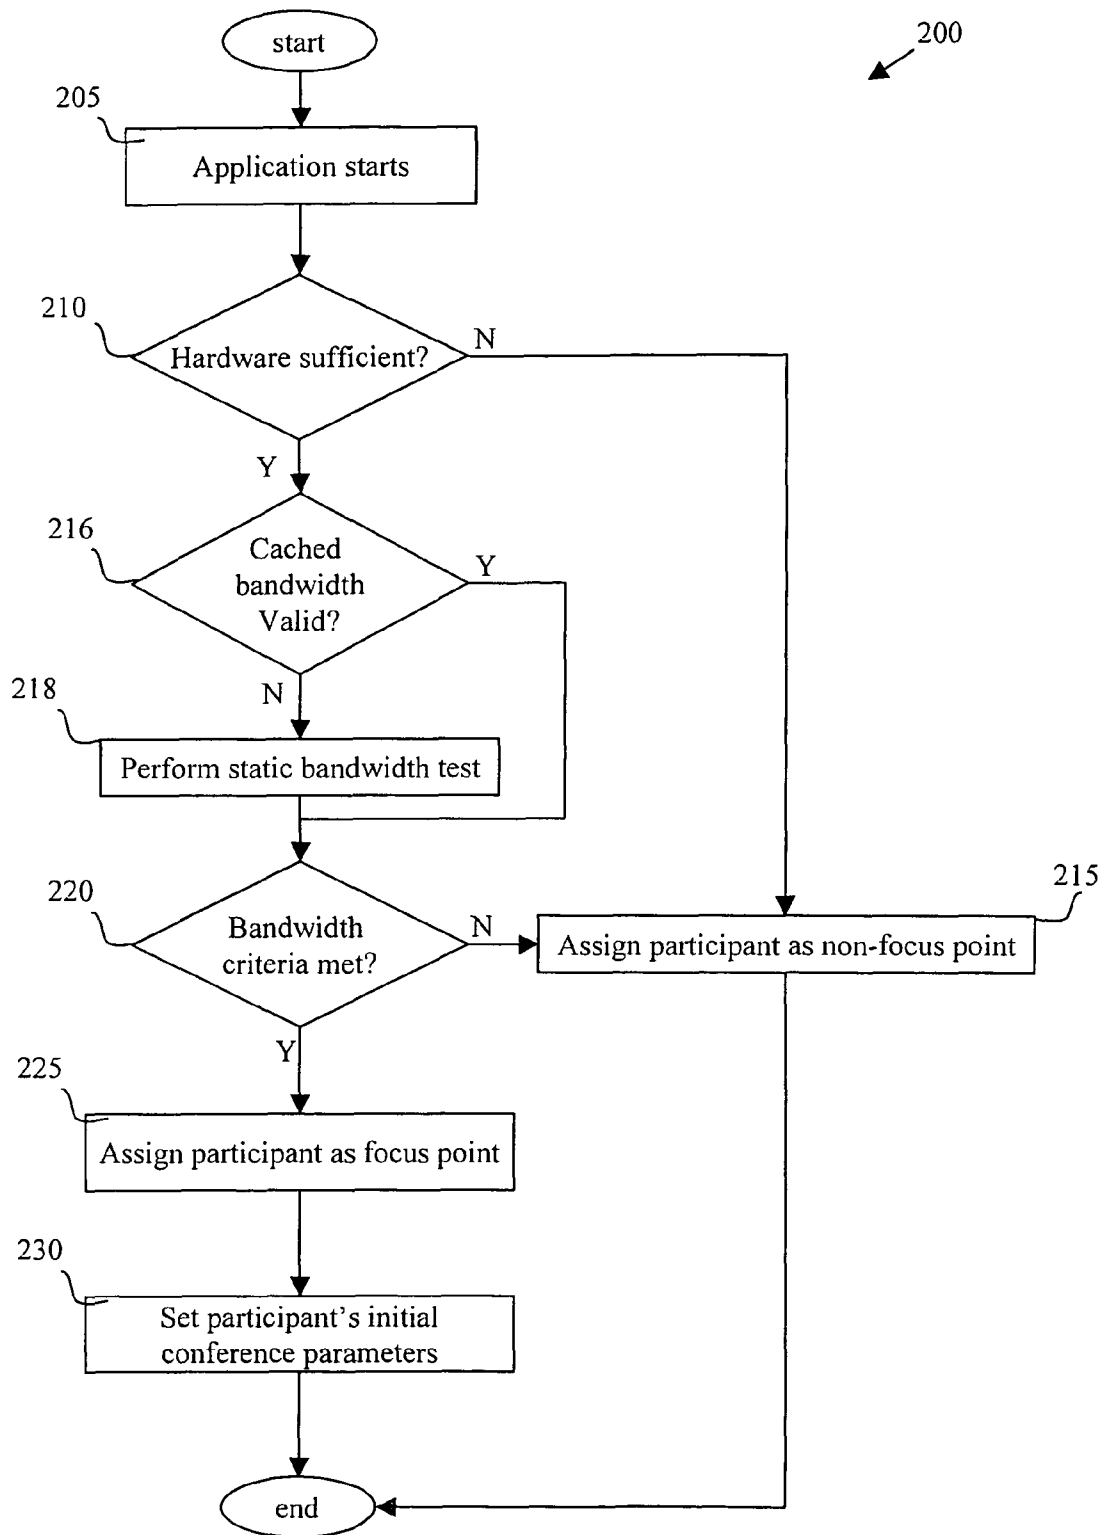 start
200
205
Application starts
210
Hardware sufficient?
N
Y
216
Cached
bandwidth
Valid?
Y
N
218
Perform static bandwidth test
220
Bandwidth
criteria met?
N
215
Assign participant as non-focus point
Y
225
Assign participant as focus point
230
Set participant's initial
conference parameters
end